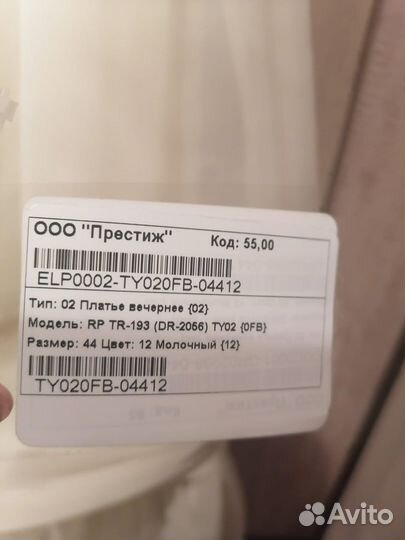 ООО "Престиж" Код: 55,00
ELP0002-TY020FB-04412
Тип: 02 Платье вечернее {02}
Модель: RP TR-193 (DR-2066) TY02 {0FB}
Размер: 44 Цвет: 12 Молочный {12}
TY020FB-04412
Avito